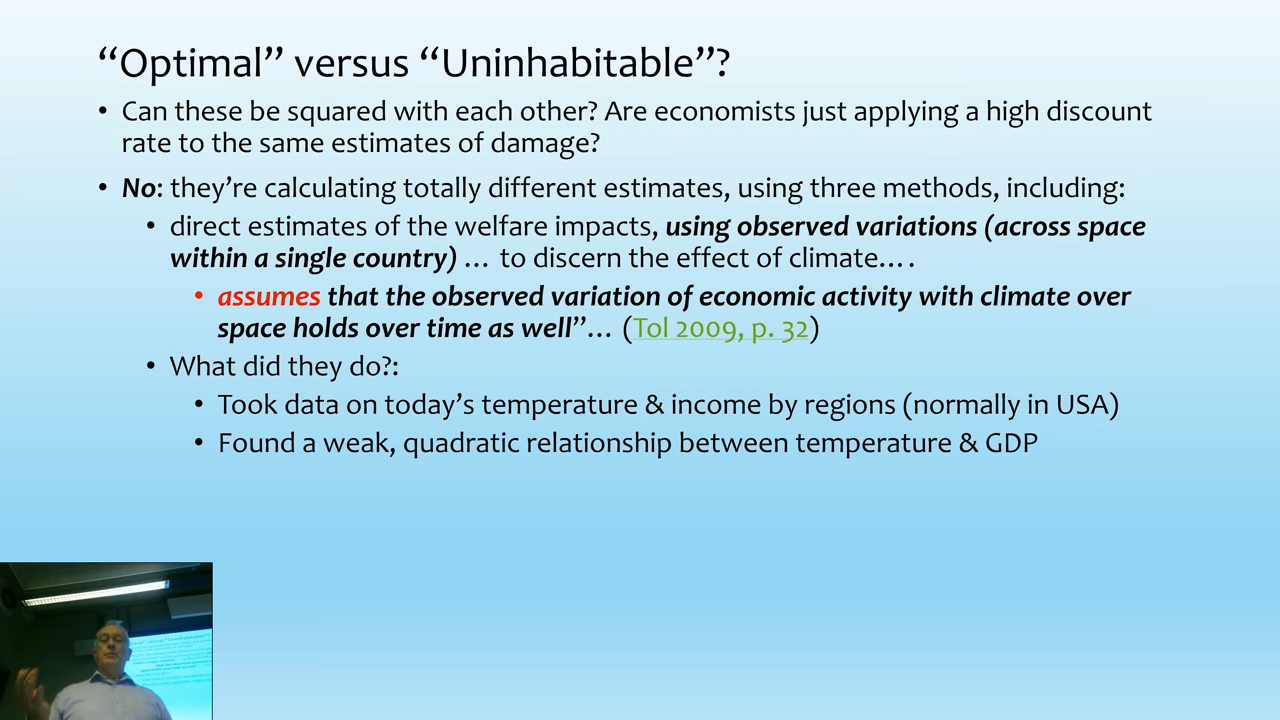 “Optimal” versus “Uninhabitable”?
• Can these be squared with each other? Are economists just applying a high discount
rate to the same estimates of damage?
• No: they’re calculating totally different estimates, using three methods, including:
• direct estimates of the welfare impacts, using observed variations (across space
within a single country) … to discern the effect of climate….
• assumes that the observed variation of economic activity with climate over
space holds over time as well”… (Tol 2009, p. 32)
• What did they do?:
• Took data on today’s temperature & income by regions (normally in USA)
• Found a weak, quadratic relationship between temperature & GDP